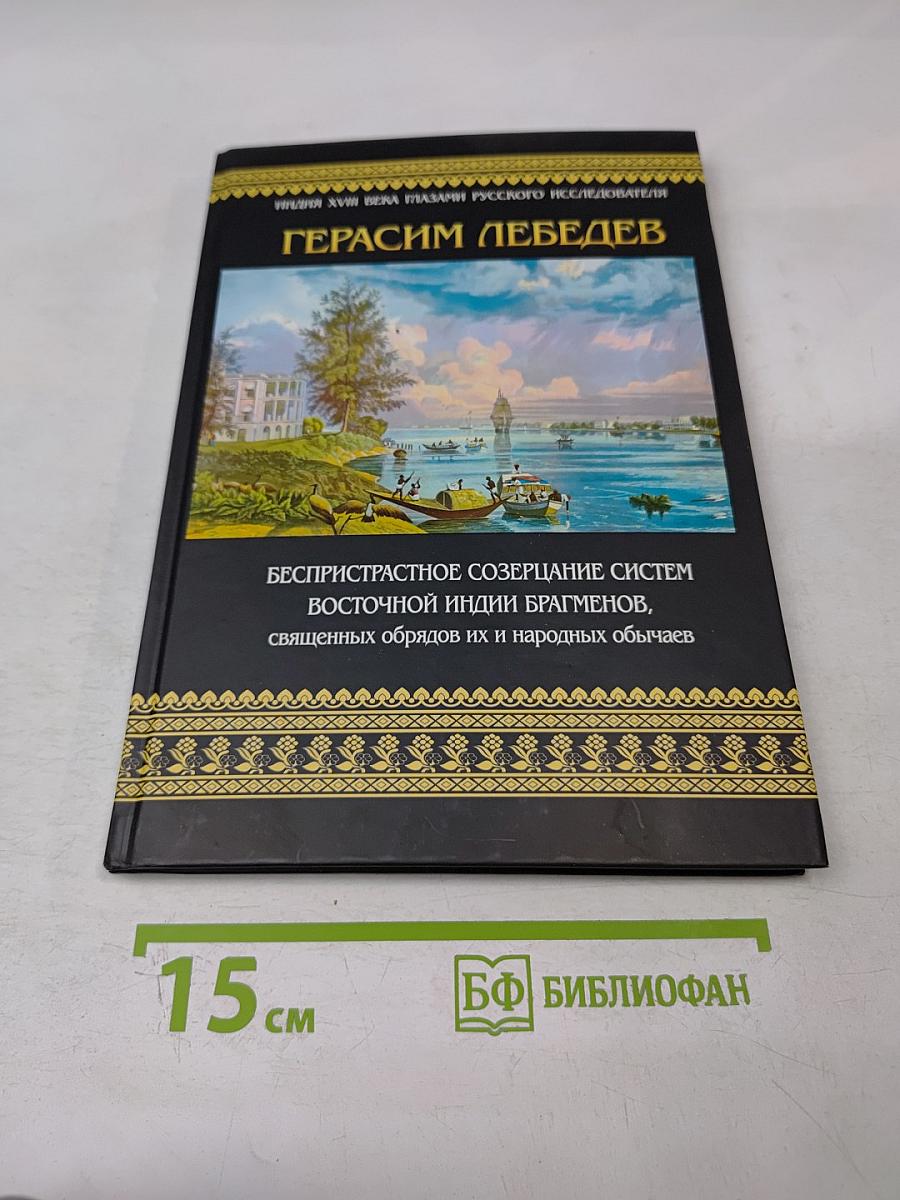 ИНДИЯ XVIII ВЕКА ГЛАЗАМИ РУССКОГО ИССЛЕДОВАТЕЛЯ
ГЕРАСИМ ЛЕБЕДЕВ
БЕСПРИСТРАСТНОЕ СОЗЕРЦАНИЕ СИСТЕМ
ВОСТОЧНОЙ ИНДИИ БРАГМЕНОВ,
священных обрядов их и народных обычаев
15 см
БФ БИБЛИОФАН